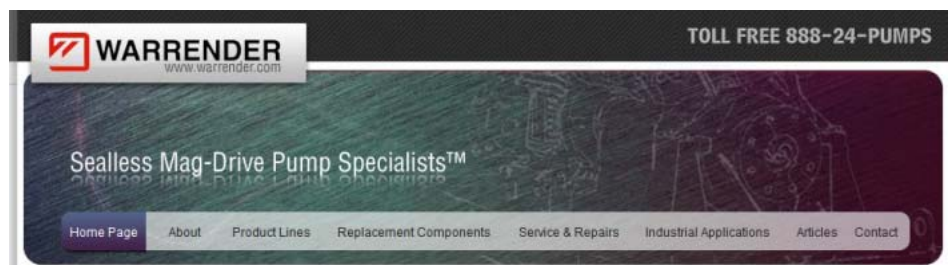 WARRENDER
www.warrender.com
TOLL FREE 888-24-PUMPS
Sealless Mag-Drive Pump Specialists™
Home Page About Product Lines Replacement Components Service & Repairs Industrial Applications Articles Contact